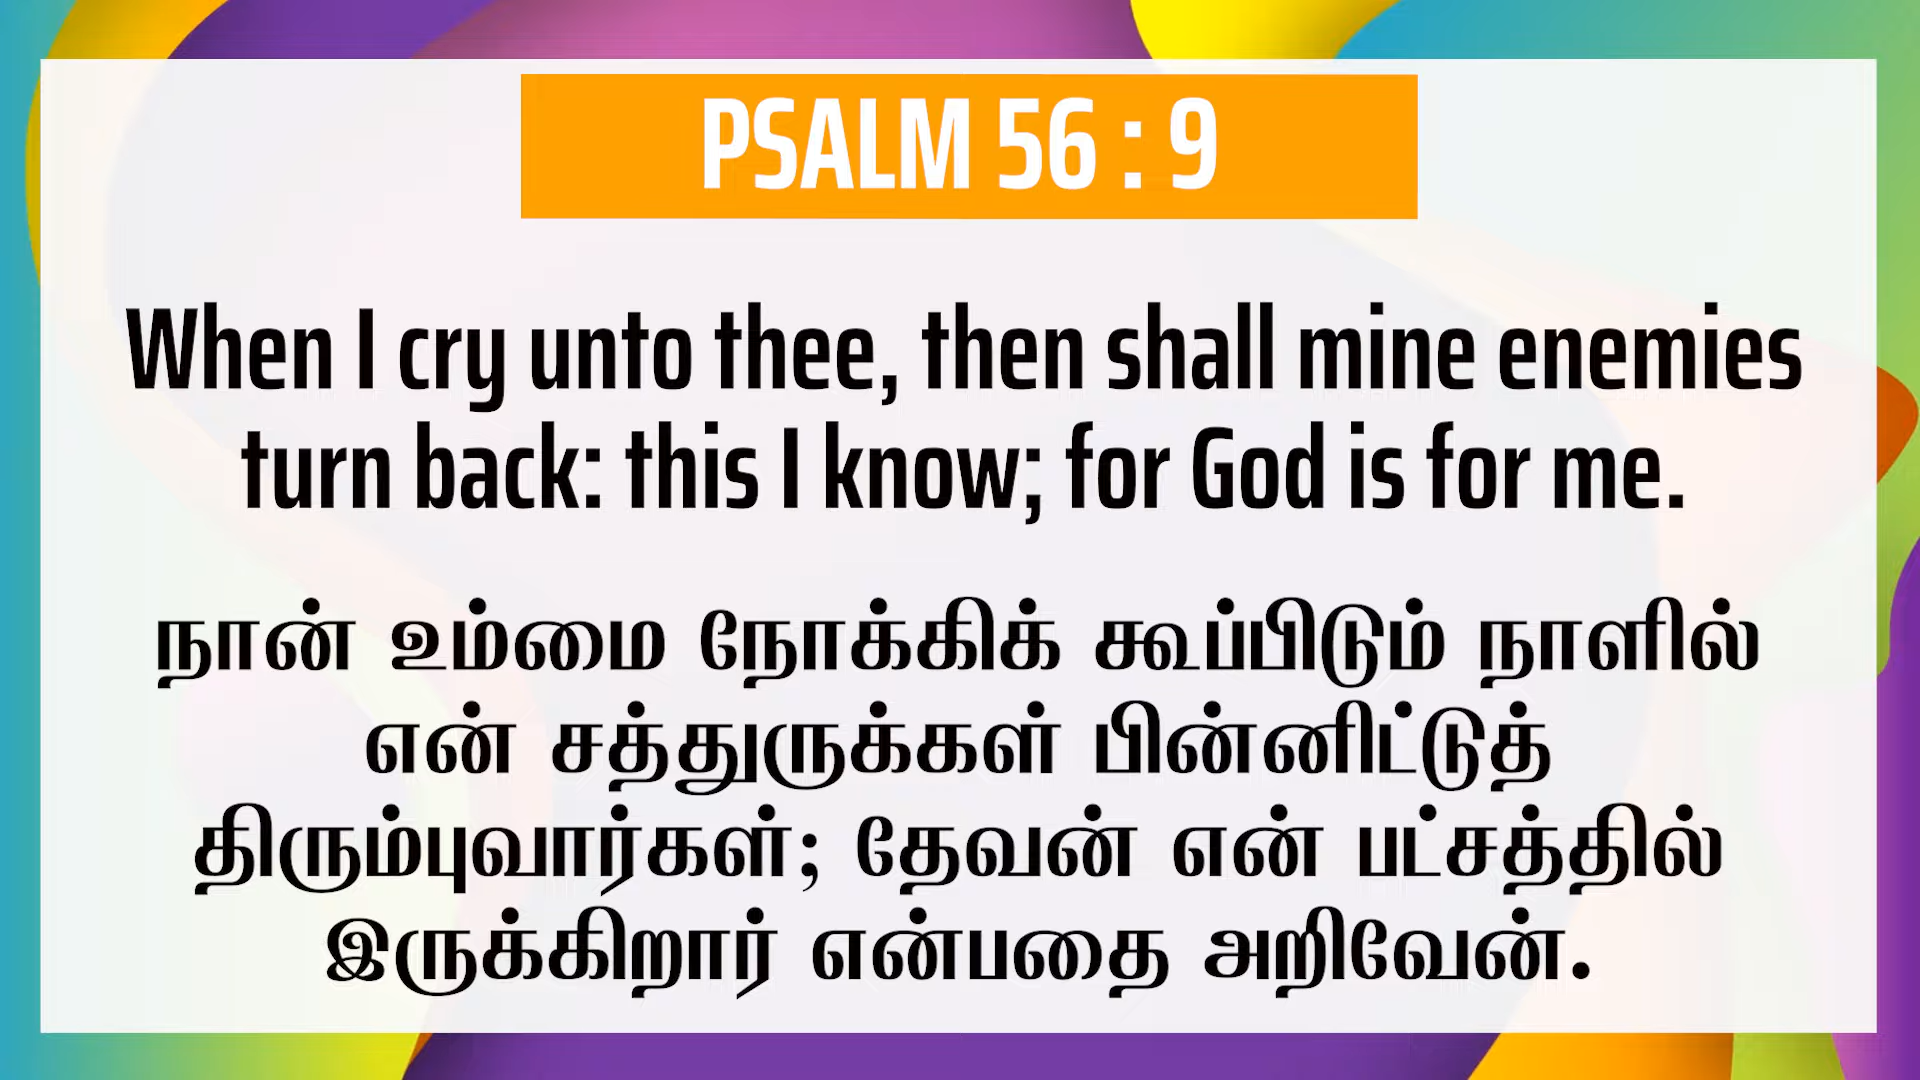 PSALM 56 : 9
When I cry unto thee, then shall mine enemies
turn back: this I know; for God is for me.
நான் உம்மை நோக்கிக் கூப்பிடும் நாளில்
என் சத்துருக்கள் பின்னிட்டுத்
திரும்புவார்கள்; தேவன் என் பட்சத்தில்
இருக்கிறார் என்பதை அறிவேன்.